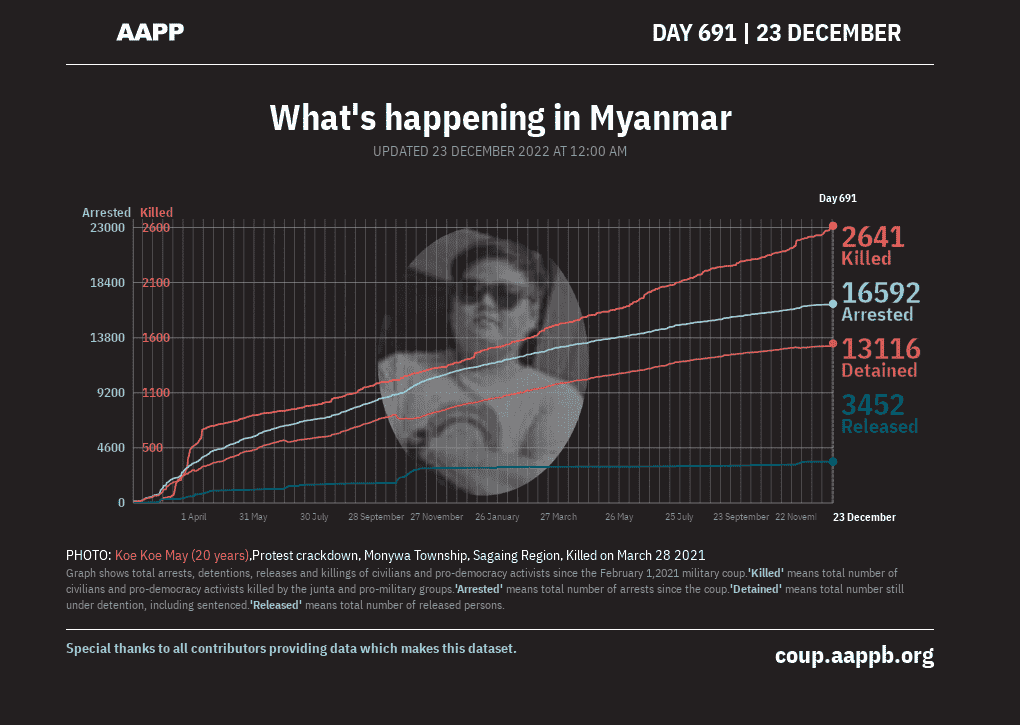 AAPP
DAY 691 | 23 DECEMBER
What's happening in Myanmar
UPDATED 23 DECEMBER 2022 AT 12:00 AM
Day 691
Arrested Killed
23000 2600
18400 2100
13800 1600
9200 1100
4600 500
0
2641
Killed
16592
Arrested
13116
Detained
3452
Released
1 April 31 May 30 July 28 September 27 November 26 January 27 March 26 May 25 July 23 September 22 Novem 23 December
PHOTO: Koe Koe May (20 years),Protest crackdown, Monywa Township, Sagaing Region, Killed on March 28 2021
Graph shows total arrests, detentions, releases and killings of civilians and pro-democracy activists since the February 1,2021 military coup.'Killed' means total number of
civilians and pro-democracy activists killed by the junta and pro-military groups.'Arrested' means total number of arrests since the coup.'Detained' means total number still
under detention, including sentenced.'Released' means total number of released persons.
Special thanks to all contributors providing data which makes this dataset.
coup.aappb.org